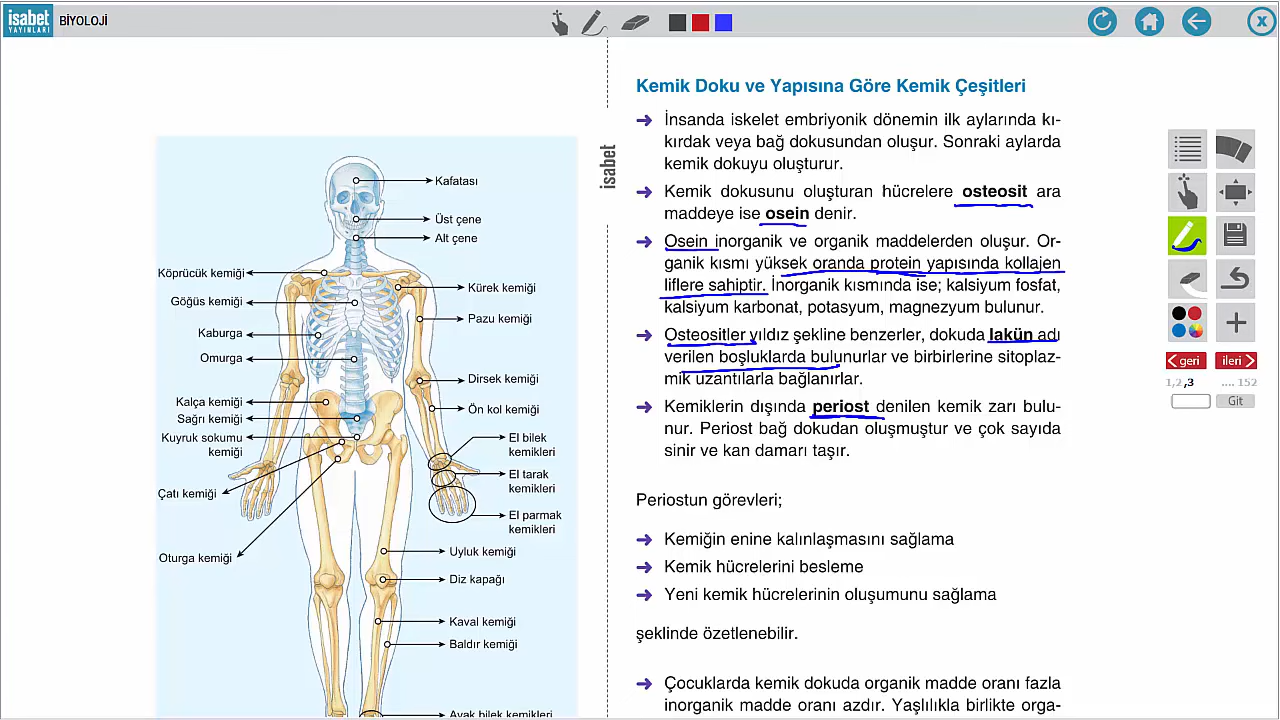 isabet
YAYINLARI
BİYOLOJİ
Kafatası
Üst çene
Alt çene
Köprücük kemiği
Göğüs kemiği
Kaburga
Omurga
Kalça kemiği
Sağrı kemiği
Kuyruk sokumu
kemiği
Çatı kemiği
Oturga kemiği
Kürek kemiği
Pazu kemiği
Dirsek kemiği
Ön kol kemiği
El bilek
kemikleri
El tarak
kemikleri
El parmak
kemikleri
Uyluk kemiği
Diz kapağı
Kaval kemiği
Baldır kemiği
Ayak bilek kemikleri
isabet
Kemik Doku ve Yapısına Göre Kemik Çeşitleri
İnsanda iskelet embriyonik dönemin ilk aylarında kı-
kırdak veya bağ dokusundan oluşur. Sonraki aylarda
kemik dokuyu oluşturur.
Kemik dokusunu oluşturan hücrelere osteosit ara
maddeye ise osein denir.
Osein inorganik ve organik maddelerden oluşur. Or-
ganik kısmı yüksek oranda protein yapısında kollajen
liflere sahiptir. İnorganik kısmında ise; kalsiyum fosfat,
kalsiyum karbonat, potasyum, magnezyum bulunur.
Osteositler yıldız şekline benzerler, dokuda lakün adı
verilen boşluklarda bulunurlar ve birbirlerine sitoplaz-
mik uzantılarla bağlanırlar.
Kemiklerin dışında periost denilen kemik zarı bulu-
nur. Periost bağ dokudan oluşmuştur ve çok sayıda
sinir ve kan damarı taşır.
Periostun görevleri;
Kemiğin enine kalınlaşmasını sağlama
Kemik hücrelerini besleme
Yeni kemik hücrelerinin oluşumunu sağlama
şeklinde özetlenebilir.
Çocuklarda kemik dokuda organik madde oranı fazla
inorganik madde oranı azdır. Yaşlılıkla birlikte orga-
geri
ileri
1,2,3 .... 152
Git